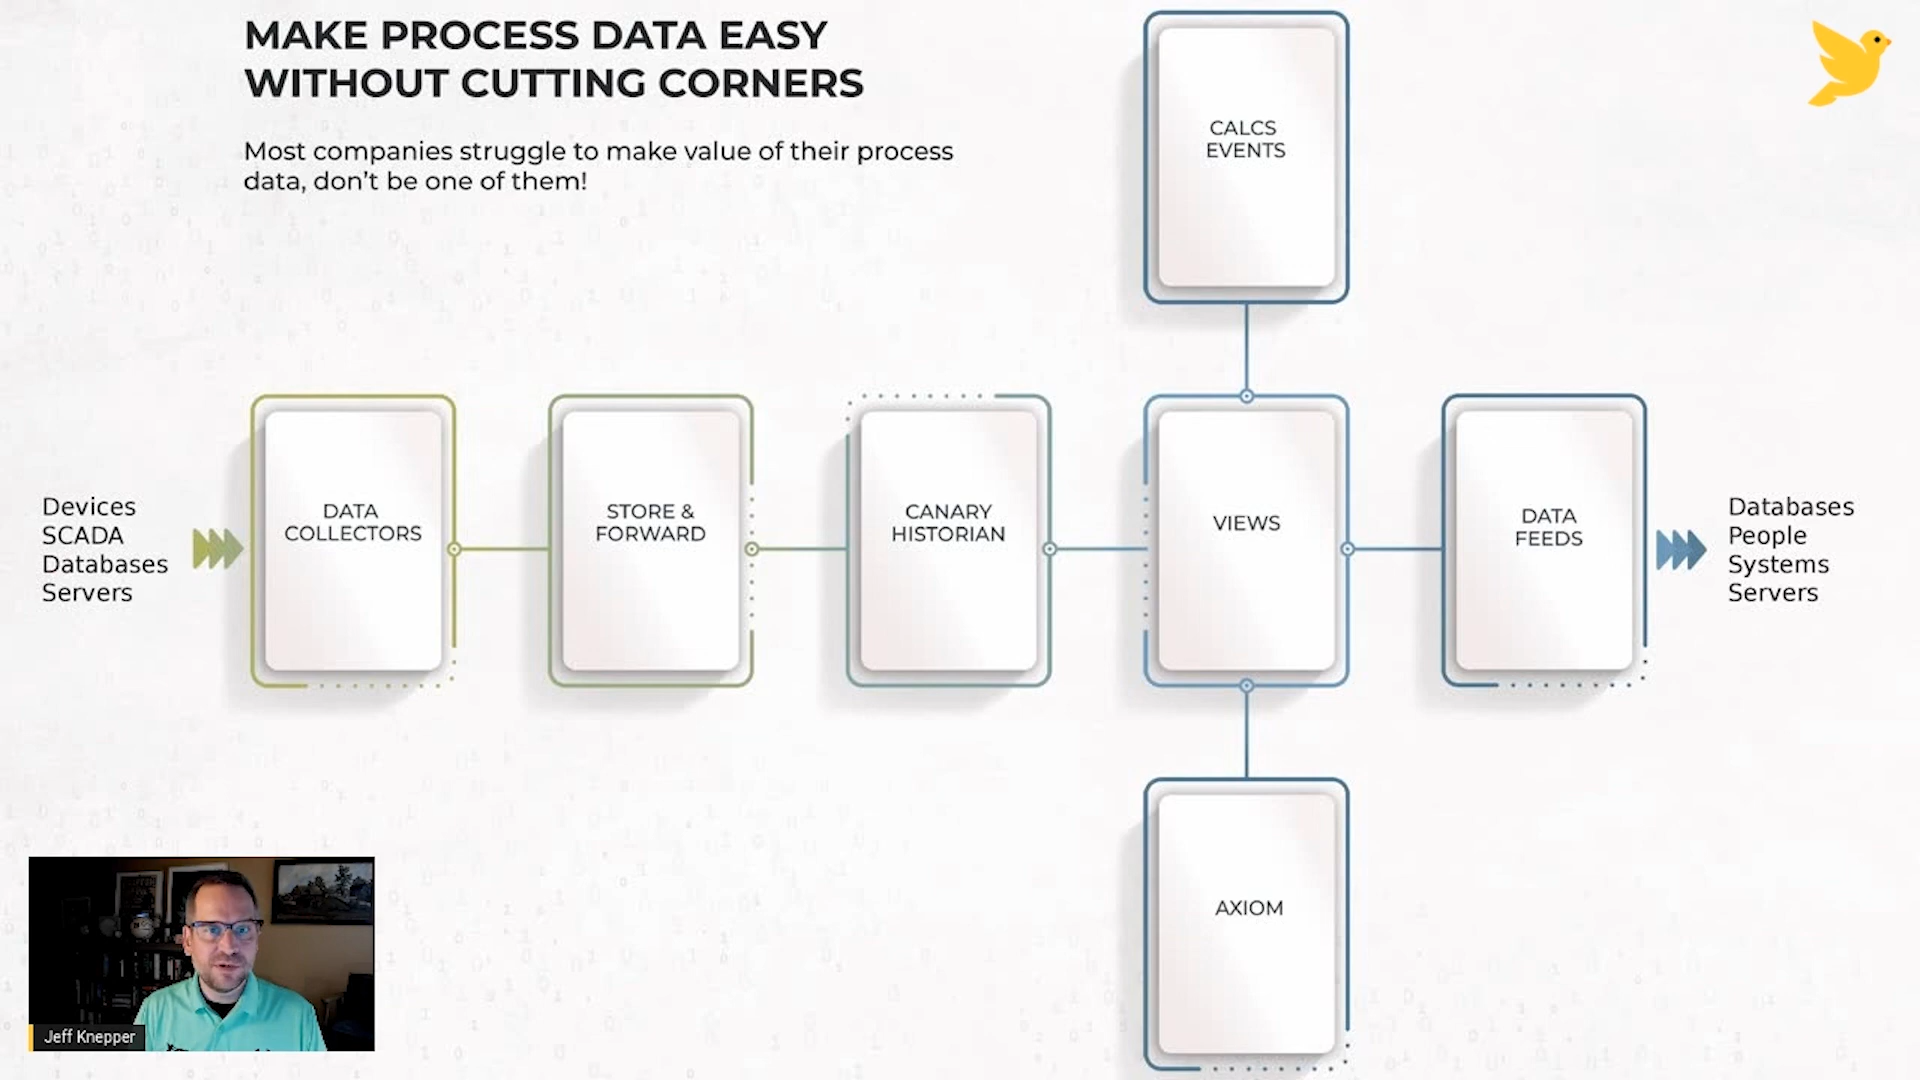 MAKE PROCESS DATA EASY
WITHOUT CUTTING CORNERS
Most companies struggle to make value of their process
data, don't be one of them!
CALCS
EVENTS
Devices
SCADA
Databases
Servers
DATA
COLLECTORS
STORE &
FORWARD
CANARY
HISTORIAN
VIEWS
DATA
FEEDS
Databases
People
Systems
Servers
AXIOM
Jeff Knepper